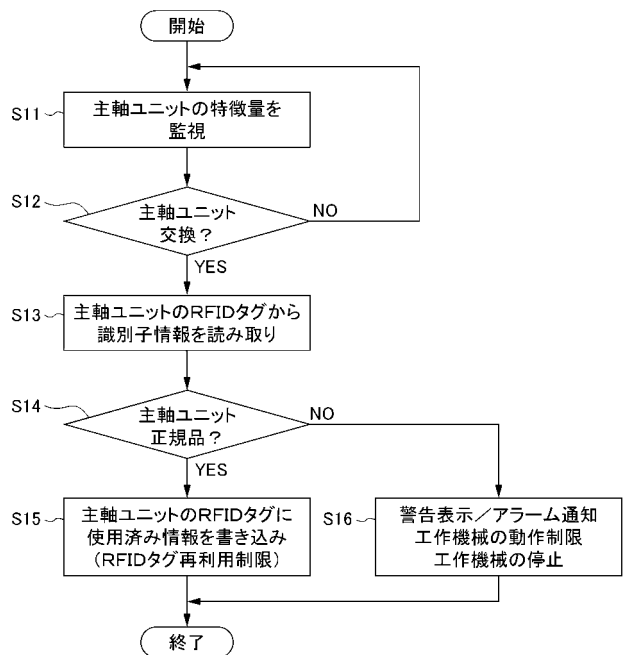 開始
S11
主軸ユニットの特徴量を
監視
S12
主軸ユニット
交換？
NO
YES
S13
主軸ユニットのRFIDタグから
識別子情報を読み取り
S14
主軸ユニット
正規品？
NO
YES
S15
主軸ユニットのRFIDタグに
使用済み情報を書き込み
（RFIDタグ再利用制限）
S16
警告表示／アラーム通知
工作機械の動作制限
工作機械の停止
終了